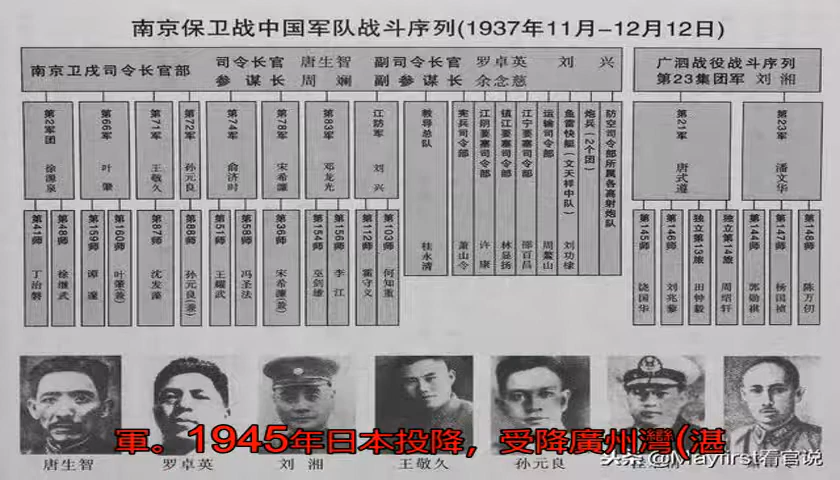 南京保卫战中国军队战斗序列(1937年11月-12月12日)
南京卫戌司令长官部
司令长官 唐生智 副司令长官 罗卓英 刘兴
参谋长 周斓 副参谋长 余念慈
广泗战役战斗序列
第23集团军 刘湘
第2军团 徐源泉
第66军 叶肇
第71军 王敬久
第72军 孙元良
第74军 俞济时
第78军 宋希濂
第83军 邓龙光
江防军 刘兴
教导总队 桂永清
宪兵司令部 萧山令
江阴要塞司令部 许康
镇江要塞司令部 林显扬
江宁要塞司令部 邵百昌
运输司令部 周鳌山
鱼雷快艇(文天祥中队) 刘功棣
炮兵(2个团)
防空司令部所属各高射炮队
第21军 唐式遵
第23军 潘文华
第41师 丁治磐
第48师 徐继武
第159师 谭邃
第160师 叶肇(兼)
第87师 沈发藻
第88师 孙元良(兼)
第51师 王耀武
第58师 冯圣法
第36师 宋希濂(兼)
第154师 巫剑雄
第156师 李江
第112师 霍守义
第103师 何知重
第145师 饶国华
第146师 刘兆藜
独立第13旅 田钟毅
独立第14旅 周绍轩
第144师 郭勋祺
第147师 杨国桢
第148师 陈万仞
軍。1945年日本投降，受降廣州灣(湛
唐生智
罗卓英
刘湘
王敬久
孙元良
头条 @Mayfirst看官说